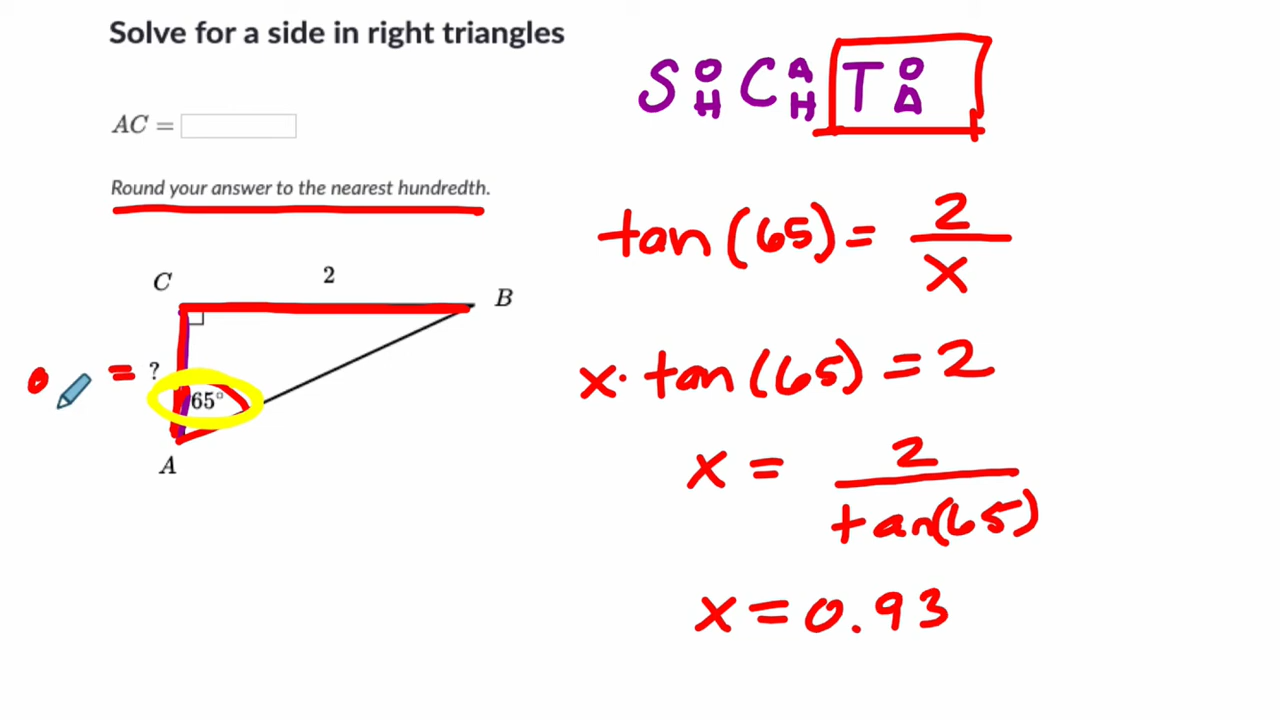 Solve for a side in right triangles
S O/H C A/H T O/A
AC =
Round your answer to the nearest hundredth.
tan(65) = 2/x
C
2
B
x · tan(65) = 2
0 = ?
65°
A
x = 2/tan(65)
x = 0.93